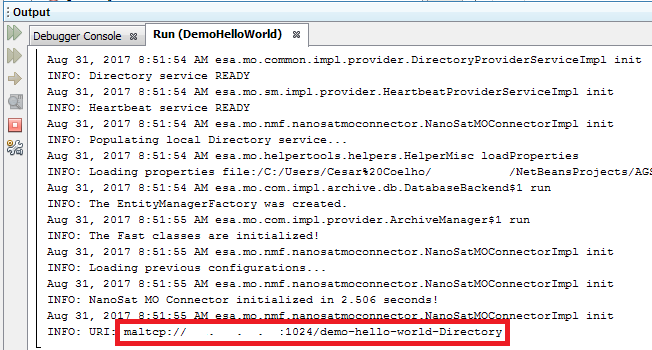 Output
Debugger Console
Run (DemoHelloWorld)
Aug 31, 2017 8:51:54 AM esa.mo.common.impl.provider.DirectoryProviderServiceImpl init
INFO: Directory service READY
Aug 31, 2017 8:51:54 AM esa.mo.sm.impl.provider.HeartbeatProviderServiceImpl init
INFO: Heartbeat service READY
Aug 31, 2017 8:51:54 AM esa.mo.nmf.nanosatmoconnector.NanoSatMOConnectorImpl init
INFO: Populating local Directory service...
Aug 31, 2017 8:51:54 AM esa.mo.helpertools.helpers.HelperMisc loadProperties
INFO: Loading properties file:/C:/Users/Cesar%20Coelho/ /NetBeansProjects/AGS
Aug 31, 2017 8:51:54 AM esa.mo.com.impl.archive.db.DatabaseBackend$1 run
INFO: The EntityManagerFactory was created.
Aug 31, 2017 8:51:55 AM esa.mo.com.impl.provider.ArchiveManager$1 run
INFO: The Fast classes are initialized!
Aug 31, 2017 8:51:55 AM esa.mo.nmf.nanosatmoconnector.NanoSatMOConnectorImpl init
INFO: Loading previous configurations...
Aug 31, 2017 8:51:55 AM esa.mo.nmf.nanosatmoconnector.NanoSatMOConnectorImpl init
INFO: NanoSat MO Connector initialized in 2.506 seconds!
Aug 31, 2017 8:51:55 AM esa.mo.nmf.nanosatmoconnector.NanoSatMOConnectorImpl init
INFO: URI: maltcp:// . . . :1024/demo-hello-world-Directory